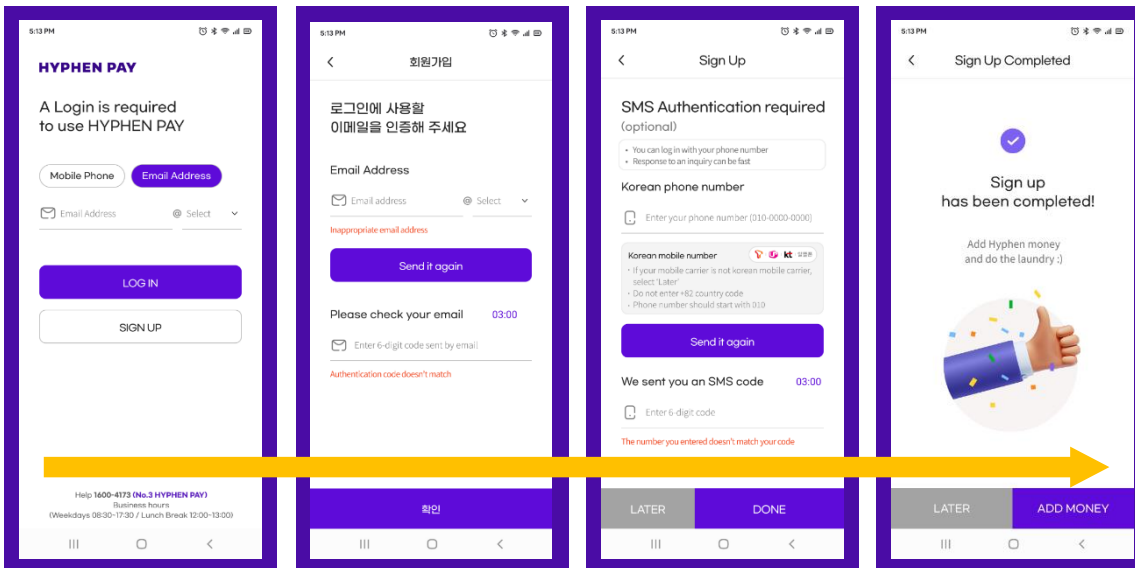 5:13 PM
HYPHEN PAY
A Login is required
to use HYPHEN PAY
Mobile Phone
Email Address
Email Address @ Select
LOG IN
SIGN UP
Help 1600-4173 (No.3 HYPHEN PAY)
Business hours
(Weekdays 08:30-17:30 / Lunch Break 12:00-13:00)
5:13 PM
회원가입
로그인에 사용할
이메일을 인증해 주세요
Email Address
Email address @ Select
Inappropriate email address
Send it again
Please check your email 03:00
Enter 6-digit code sent by email
Authentication code doesn't match
확인
5:13 PM
Sign Up
SMS Authentication required
(optional)
• You can log in with your phone number
• Response to an inquiry can be fast
Korean phone number
Enter your phone number (010-0000-0000)
Korean mobile number kt 알뜰폰
• If your mobile carrier is not korean mobile carrier,
select 'Later'
• Do not enter +82 country code
• Phone number should start with 010
Send it again
We sent you an SMS code 03:00
Enter 6-digit code
The number you entered doesn't match your code
LATER
DONE
5:13 PM
Sign Up Completed
Sign up
has been completed!
Add Hyphen money
and do the laundry :)
LATER
ADD MONEY